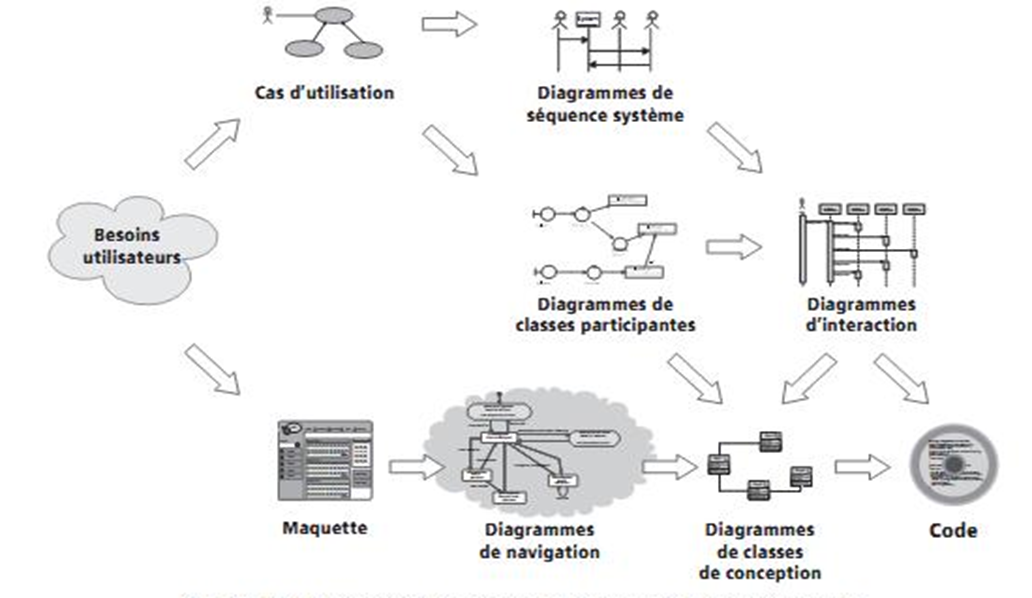 Cas d'utilisation
Diagrammes de
séquence système
Besoins
utilisateurs
Diagrammes de
classes participantes
Diagrammes
d'interaction
Maquette
Diagrammes
de navigation
Diagrammes
de classes
de conception
Code